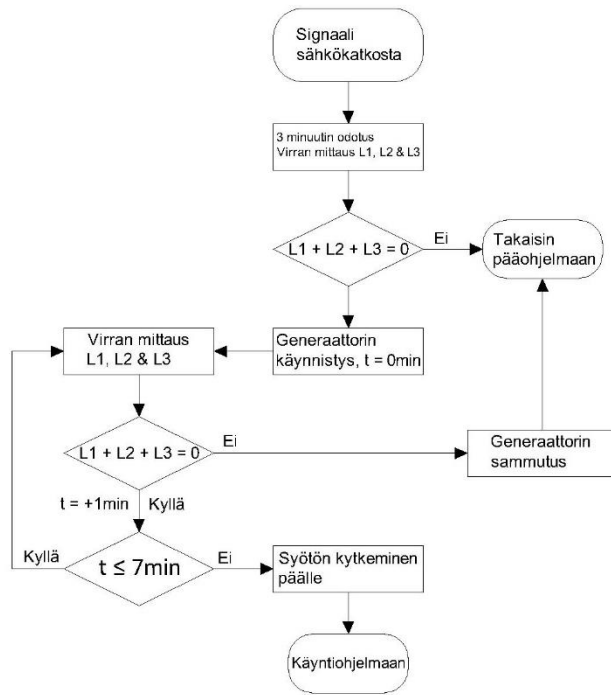 Signaali
sähkökatkosta
3 minuutin odotus
Virran mittaus L1, L2 & L3
L1 + L2 + L3 = 0
Ei
Takaisin
pääohjelmaan
Virran mittaus
L1, L2 & L3
Generaattorin
käynnistys, t = 0min
L1 + L2 + L3 = 0
Ei
Generaattorin
sammutus
t = +1min
Kyllä
Kyllä
t ≤ 7min
Ei
Syötön kytkeminen
päälle
Käyntiohjelmaan